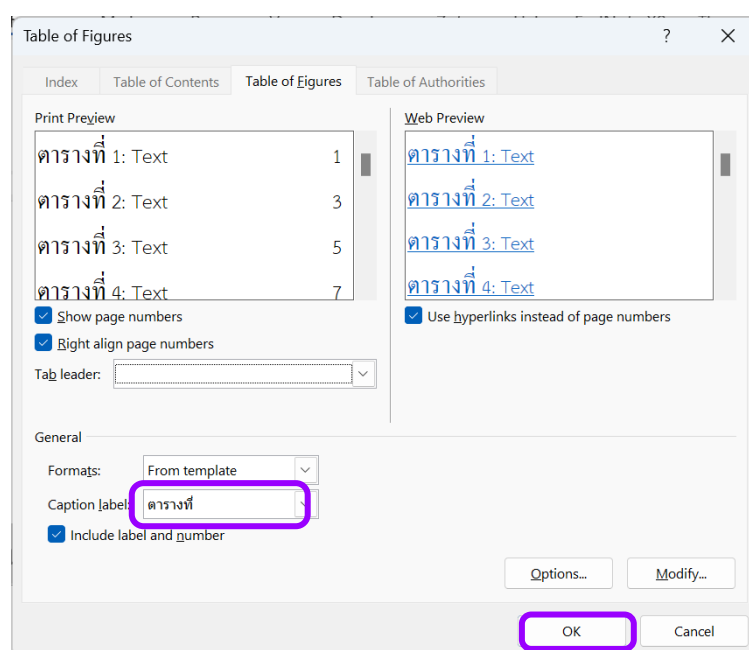 Table of Figures ?
Index Table of Contents Table of Figures Table of Authorities
Print Preview
ตารางที่ 1: Text 1
ตารางที่ 2: Text 3
ตารางที่ 3: Text 5
ตารางที่ 4: Text 7
Web Preview
ตารางที่ 1: Text
ตารางที่ 2: Text
ตารางที่ 3: Text
ตารางที่ 4: Text
Show page numbers
Right align page numbers
Tab leader:
Use hyperlinks instead of page numbers
General
Formats: From template
Caption label: ตารางที่
Include label and number
Options... Modify...
OK Cancel